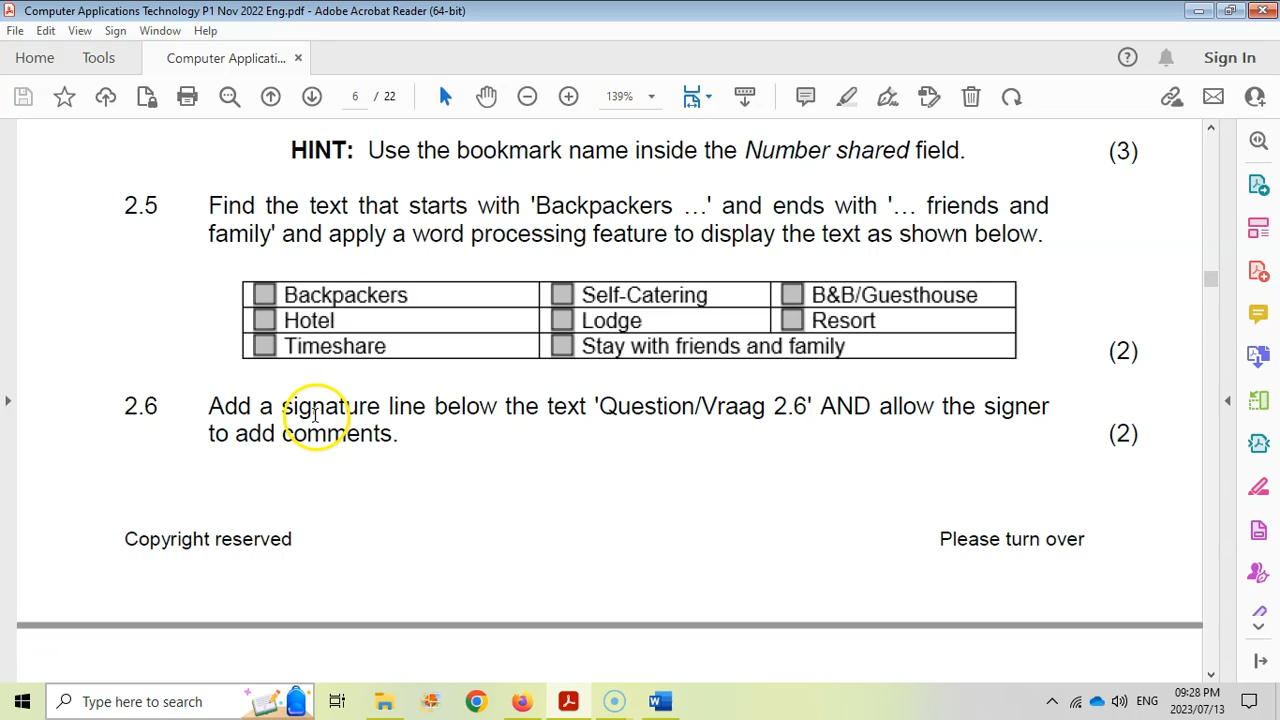 Computer Applications Technology P1 Nov 2022 Eng.pdf - Adobe Acrobat Reader (64-bit)
File Edit View Sign Window Help
Home Tools Computer Applicati... × Sign In
6 / 22 139%
HINT: Use the bookmark name inside the Number shared field. (3)
2.5 Find the text that starts with 'Backpackers …' and ends with '… friends and
family' and apply a word processing feature to display the text as shown below.
Backpackers Self-Catering B&B/Guesthouse
Hotel Lodge Resort
Timeshare Stay with friends and family
(2)
2.6 Add a signature line below the text 'Question/Vraag 2.6' AND allow the signer
to add comments. (2)
Copyright reserved Please turn over
Type here to search ENG 09:28 PM
2023/07/13